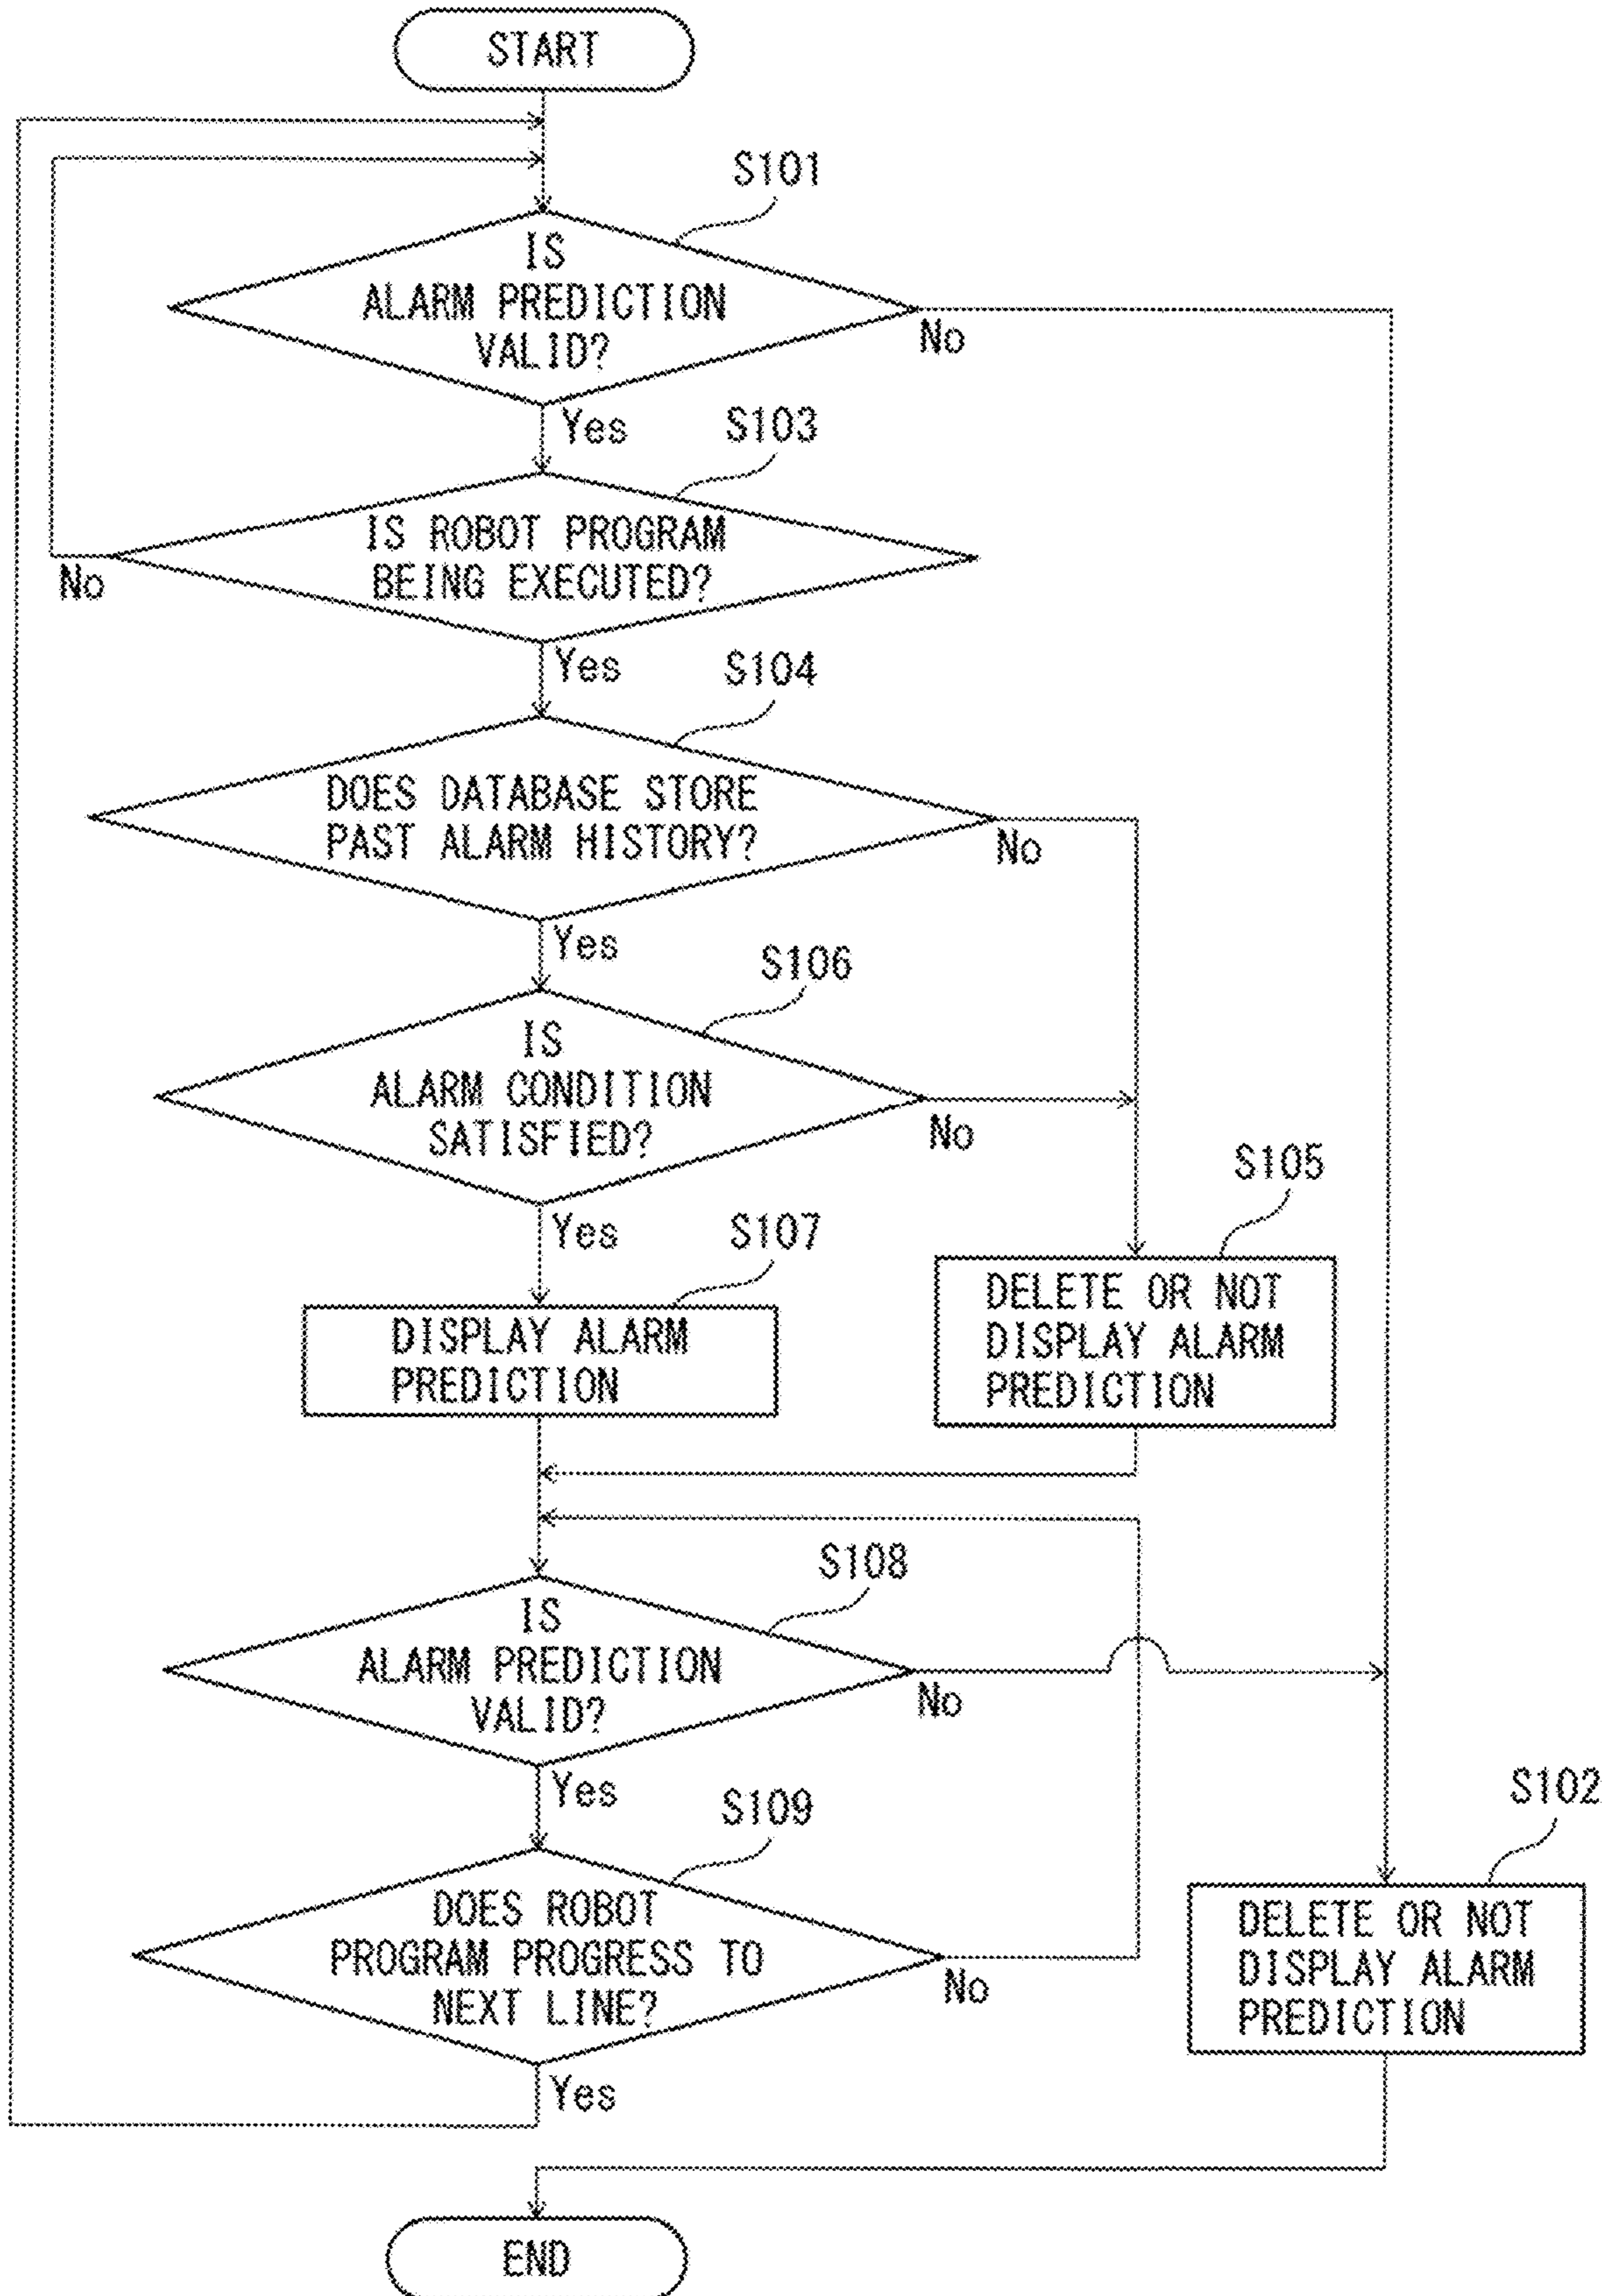 START
S101
IS
ALARM PREDICTION
VALID?
No
Yes
S103
IS ROBOT PROGRAM
BEING EXECUTED?
No
Yes
S104
DOES DATABASE STORE
PAST ALARM HISTORY?
No
Yes
S106
IS
ALARM CONDITION
SATISFIED?
No
Yes
S105
DELETE OR NOT
DISPLAY ALARM
PREDICTION
S107
DISPLAY ALARM
PREDICTION
S108
IS
ALARM PREDICTION
VALID?
No
Yes
S109
DOES ROBOT
PROGRAM PROGRESS TO
NEXT LINE?
No
Yes
S102
DELETE OR NOT
DISPLAY ALARM
PREDICTION
END